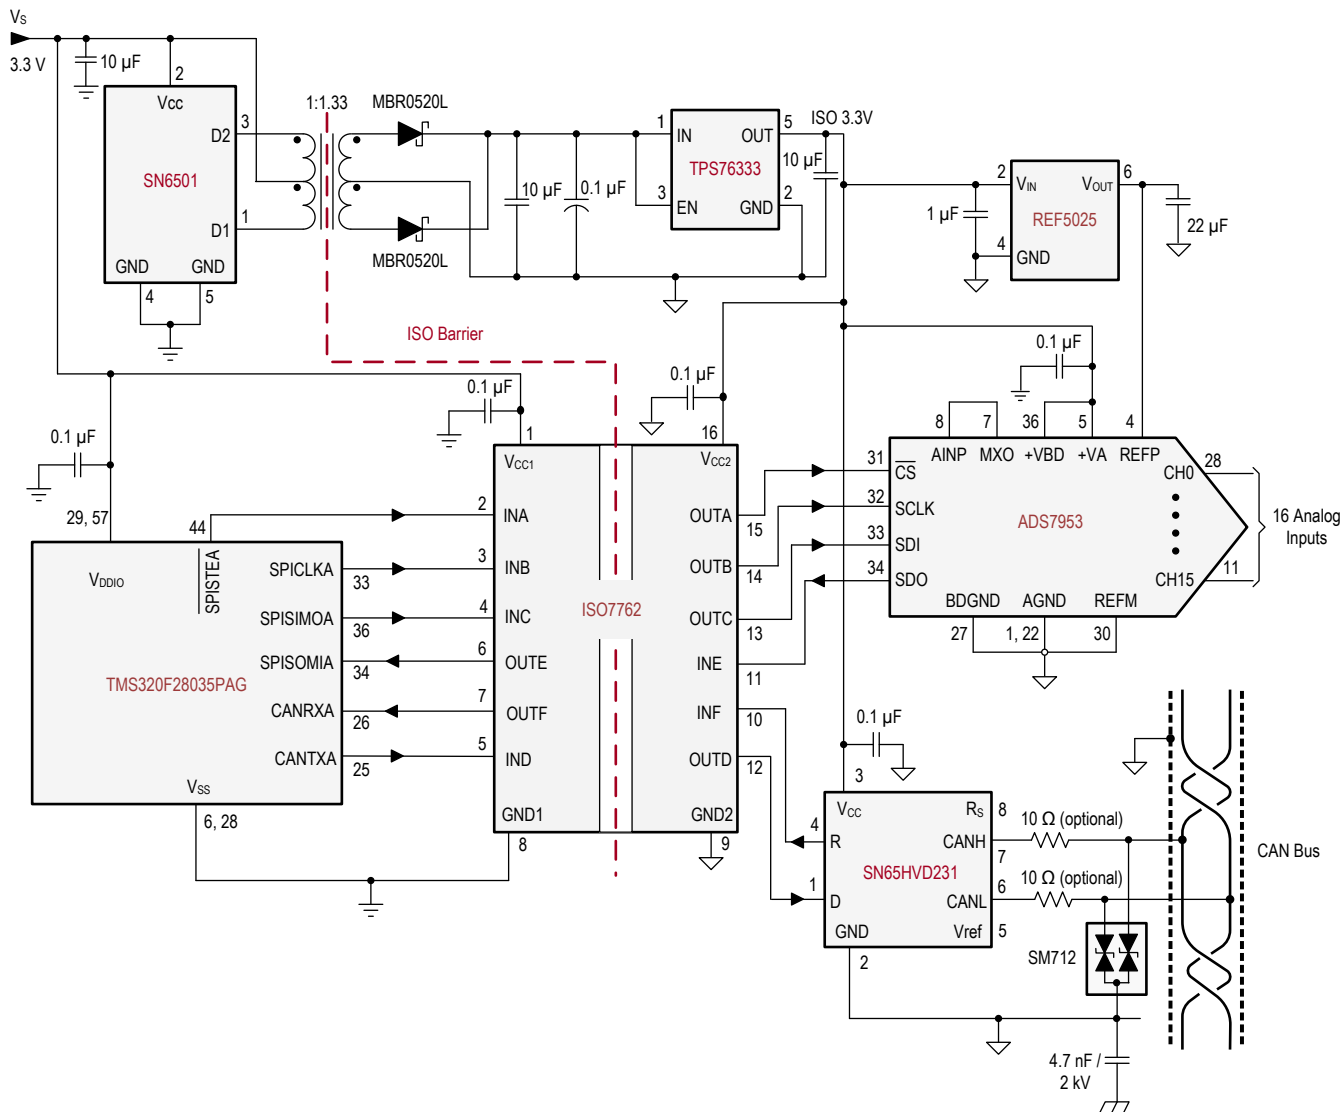 VS
3.3 V
10 µF
2
Vcc
D2
3
SN6501
D1
1
GND
GND
4
5
1:1.33
MBR0520L
MBR0520L
10 µF
0.1 µF
1
IN
OUT
5
TPS76333
3
EN
GND
2
10 µF
ISO 3.3V
2
VIN
VOUT
6
REF5025
1 µF
4
GND
22 µF
ISO Barrier
0.1 µF
0.1 µF
0.1 µF
0.1 µF
29, 57
44
VDDIO
SPISTEA
SPICLKA
33
SPISIMOA
36
SPISOMIA
34
TMS320F28035PAG
CANRXA
26
CANTXA
25
VSS
6, 28
1
VCC1
2
INA
3
INB
4
INC
6
OUTE
7
OUTF
5
IND
GND1
8
ISO7762
16
VCC2
OUTA
15
OUTB
14
OUTC
13
INE
11
INF
10
OUTD
12
GND2
9
8
7
36
5
4
AINP
MXO
+VBD
+VA
REFP
31
CS
32
SCLK
33
SDI
34
SDO
ADS7953
CH0
28
CH15
11
16 Analog
Inputs
BDGND
AGND
REFM
27
1, 22
30
0.1 µF
3
VCC
RS
8
4
R
CANH
7
SN65HVD231
1
D
CANL
6
GND
Vref
5
2
10 Ω (optional)
10 Ω (optional)
SM712
CAN Bus
4.7 nF /
2 kV